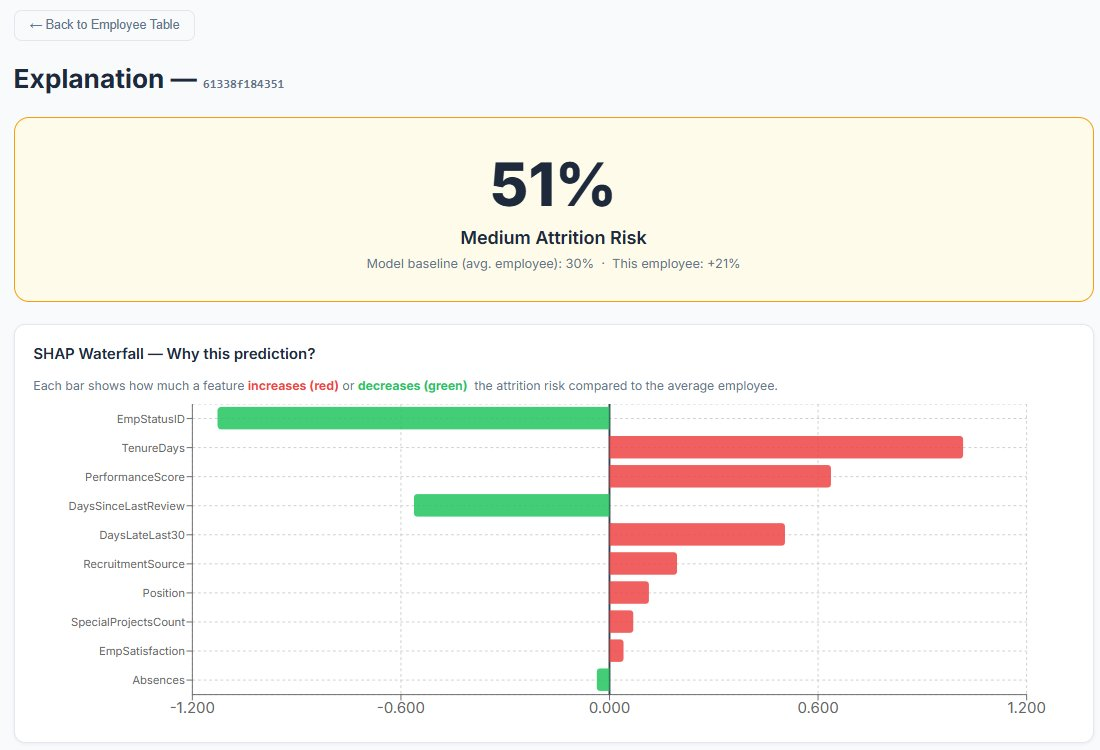 ← Back to Employee Table
Explanation — 61338f184351
51%
Medium Attrition Risk
Model baseline (avg. employee): 30% · This employee: +21%
SHAP Waterfall — Why this prediction?
Each bar shows how much a feature increases (red) or decreases (green) the attrition risk compared to the average employee.
EmpStatusID
TenureDays
PerformanceScore
DaysSinceLastReview
DaysLateLast30
RecruitmentSource
Position
SpecialProjectsCount
EmpSatisfaction
Absences
-1.200 -0.600 0.000 0.600 1.200